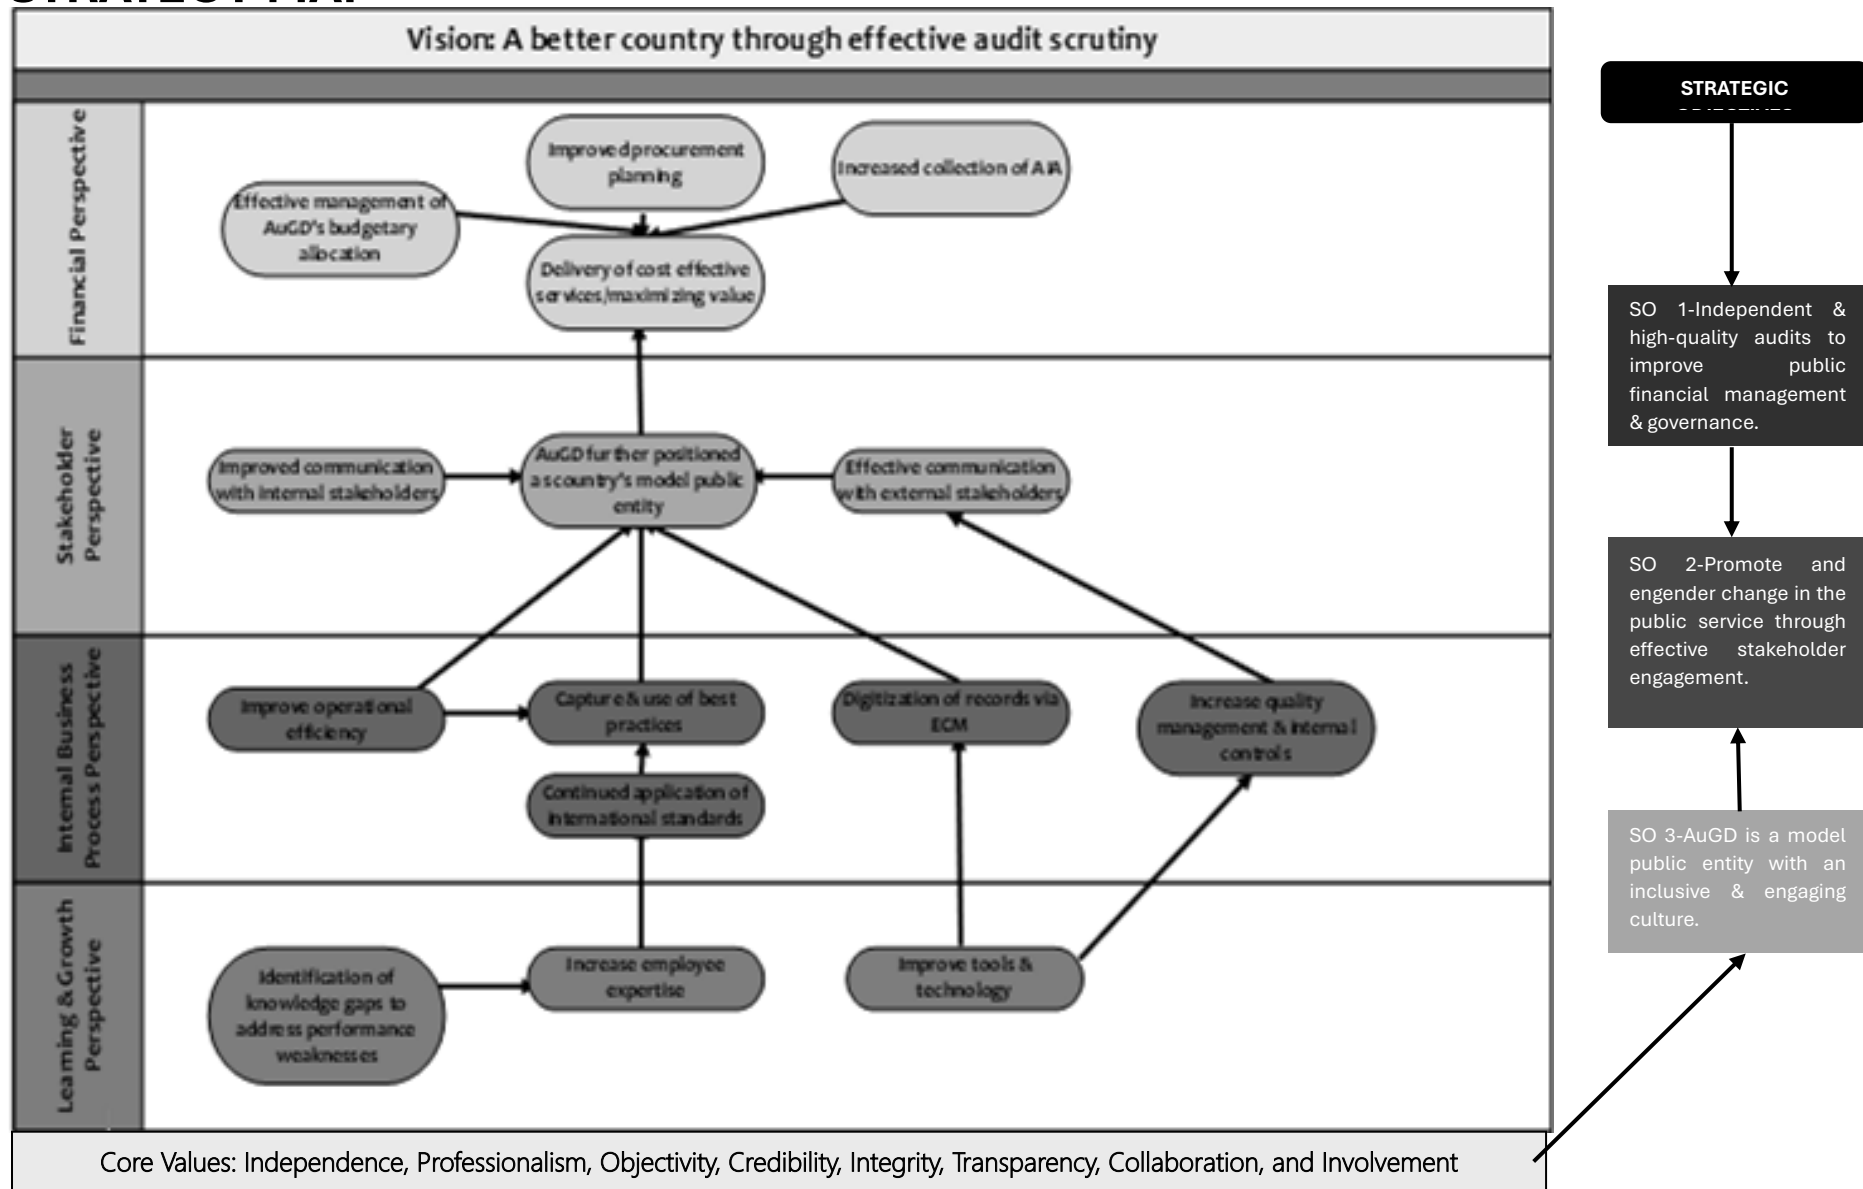 STRATEGY MAP
Vision: A better country through effective audit scrutiny
Financial Perspective
Improved procurement
planning
Increased collection of AIA
Effective management of
AuGD's budgetary
allocation
Delivery of cost effective
services/maximizing value
Stakeholder
Perspective
Improved communication
with internal stakeholders
AuGD further positioned
as country's model public
entity
Effective communication
with external stakeholders
Internal Business
Process Perspective
Improve operational
efficiency
Capture & use of best
practices
Digitization of records via
ECM
Increase quality
management & internal
controls
Continued application of
international standards
Learning & Growth
Perspective
Identification of
knowledge gaps to
address performance
weaknesses
Increase employee
expertise
Improve tools &
technology
Core Values: Independence, Professionalism, Objectivity, Credibility, Integrity, Transparency, Collaboration, and Involvement
STRATEGIC
SO 1-Independent &
high-quality audits to
improve public
financial management
& governance.
SO 2-Promote and
engender change in the
public service through
effective stakeholder
engagement.
SO 3-AuGD is a model
public entity with an
inclusive & engaging
culture.